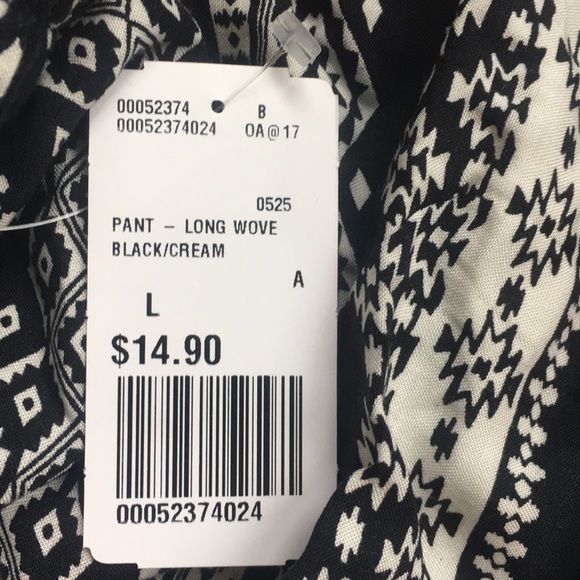 00052374 B
00052374024 OA@17
0525
PANT – LONG WOVE
BLACK/CREAM
A
L
$14.90
00052374024